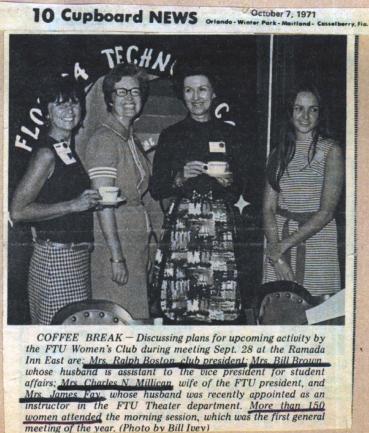 10 Cupboard NEWS
October 7, 1971
Orlando - Winter Park - Maitland - Casselberry, Fla.
FLO A TECHN
COFFEE BREAK — Discussing plans for upcoming activity by
the FTU Women's Club during meeting Sept. 28 at the Ramada
Inn East are: Mrs. Ralph Boston, club president; Mrs. Bill Brown,
whose husband is assistant to the vice president for student
affairs; Mrs. Charles N. Millican, wife of the FTU president, and
Mrs. James Fay, whose husband was recently appointed as an
instructor in the FTU Theater department. More than 150
women attended the morning session, which was the first general
meeting of the year. (Photo by Bill Ivey)